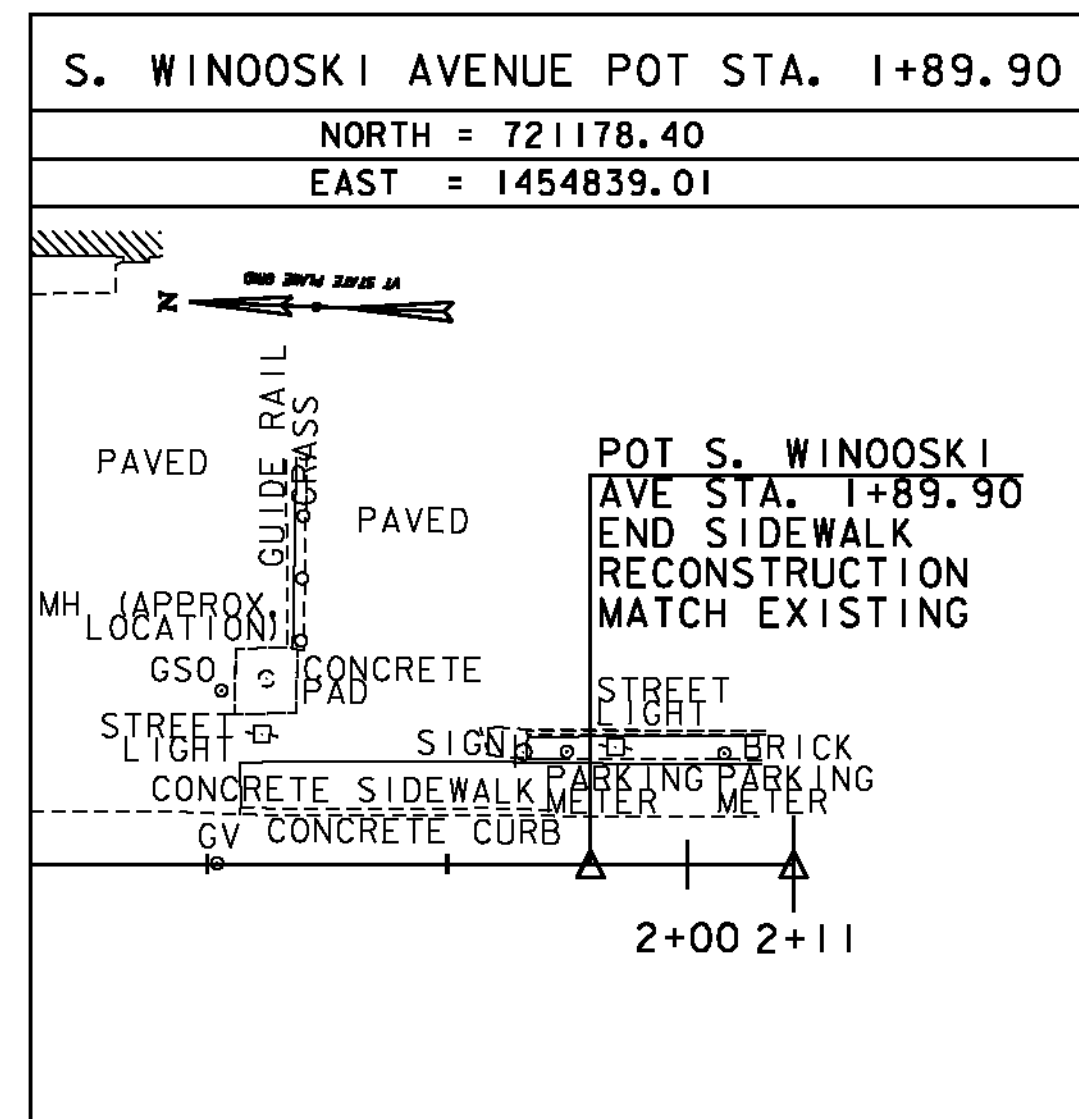 S. WINOOSKI AVENUE POT STA. 1+89.90
NORTH = 721178.40
EAST = 1454839.01
VT STATE PLANE GRID
N
GUIDE RAIL
GRASS
PAVED
PAVED
POT S. WINOOSKI
AVE STA. 1+89.90
END SIDEWALK
RECONSTRUCTION
MATCH EXISTING
MH (APPROX.
LOCATION)
GSO
CONCRETE
PAD
STREET
LIGHT
STREET
LIGHT
SIGN
BRICK
CONCRETE SIDEWALK
PARKING
METER
PARKING
METER
GV
CONCRETE CURB
2+00
2+11